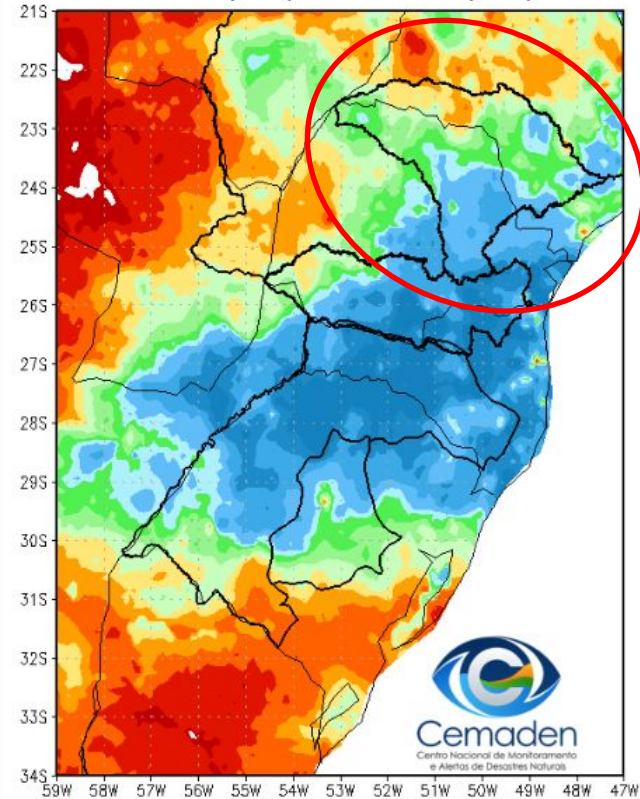 21S
22S
23S
24S
25S
26S
27S
28S
29S
30S
31S
32S
33S
34S
Cemaden
Centro Nacional de Monitoramento
e Alertas de Desastres Naturais
59W 58W 57W 56W 55W 54W 53W 52W 51W 50W 49W 48W 47W